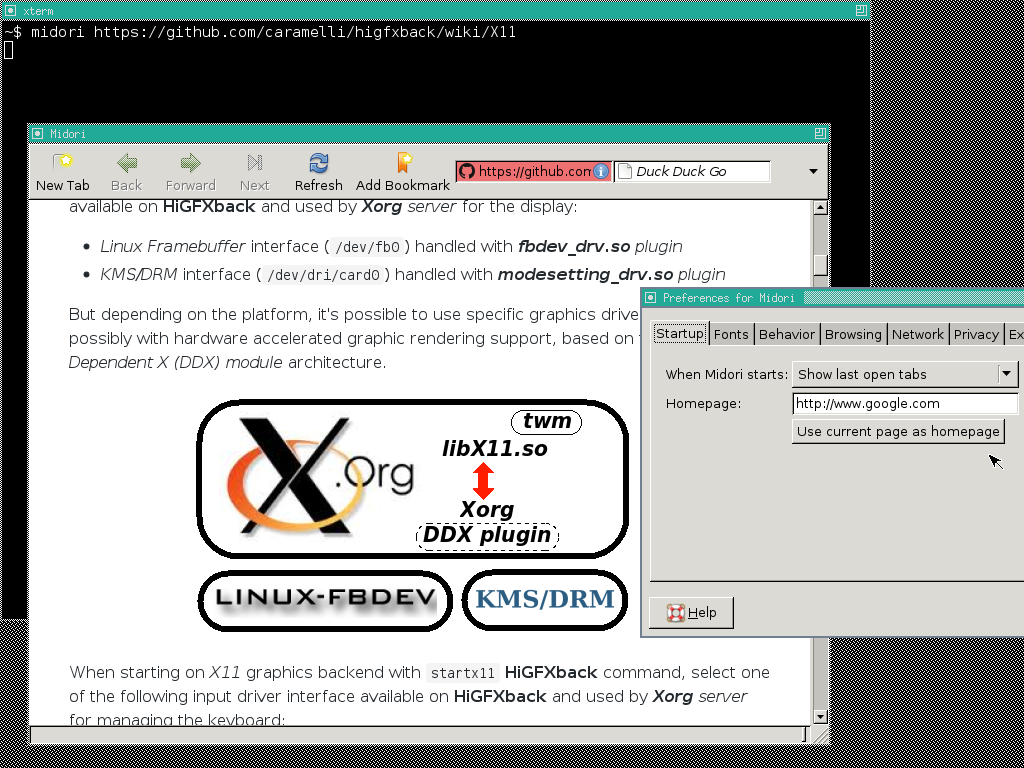 xterm
~$ midori https://github.com/caramelli/higfxback/wiki/X11
Midori
New Tab Back Forward Next Refresh Add Bookmark https://github.com Duck Duck Go
available on HiGFXback and used by Xorg server for the display:
• Linux Framebuffer interface ( /dev/fb0 ) handled with fbdev_drv.so plugin
• KMS/DRM interface ( /dev/dri/card0 ) handled with modesetting_drv.so plugin
But depending on the platform, it's possible to use specific graphics drive
possibly with hardware accelerated graphic rendering support, based on
Dependent X (DDX) module architecture.
X.Org
twm
libX11.so
Xorg
DDX plugin
LINUX-FBDEV
KMS/DRM
When starting on X11 graphics backend with startx11 HiGFXback command, select one
of the following input driver interface available on HiGFXback and used by Xorg server
for managing the keyboard:
Preferences for Midori
Startup Fonts Behavior Browsing Network Privacy Ex
When Midori starts: Show last open tabs
Homepage: http://www.google.com
Use current page as homepage
Help